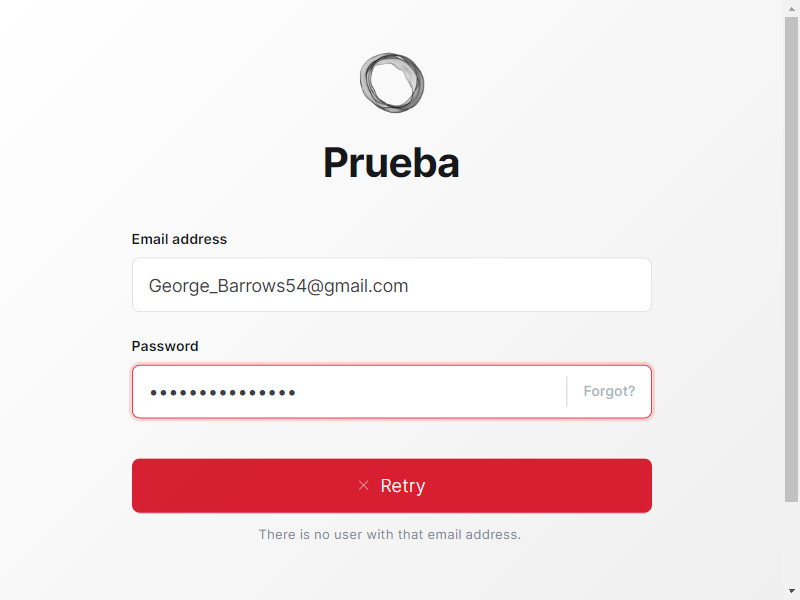 Prueba
Email address
George_Barrows54@gmail.com
Password
•••••••••••••••
Forgot?
× Retry
There is no user with that email address.